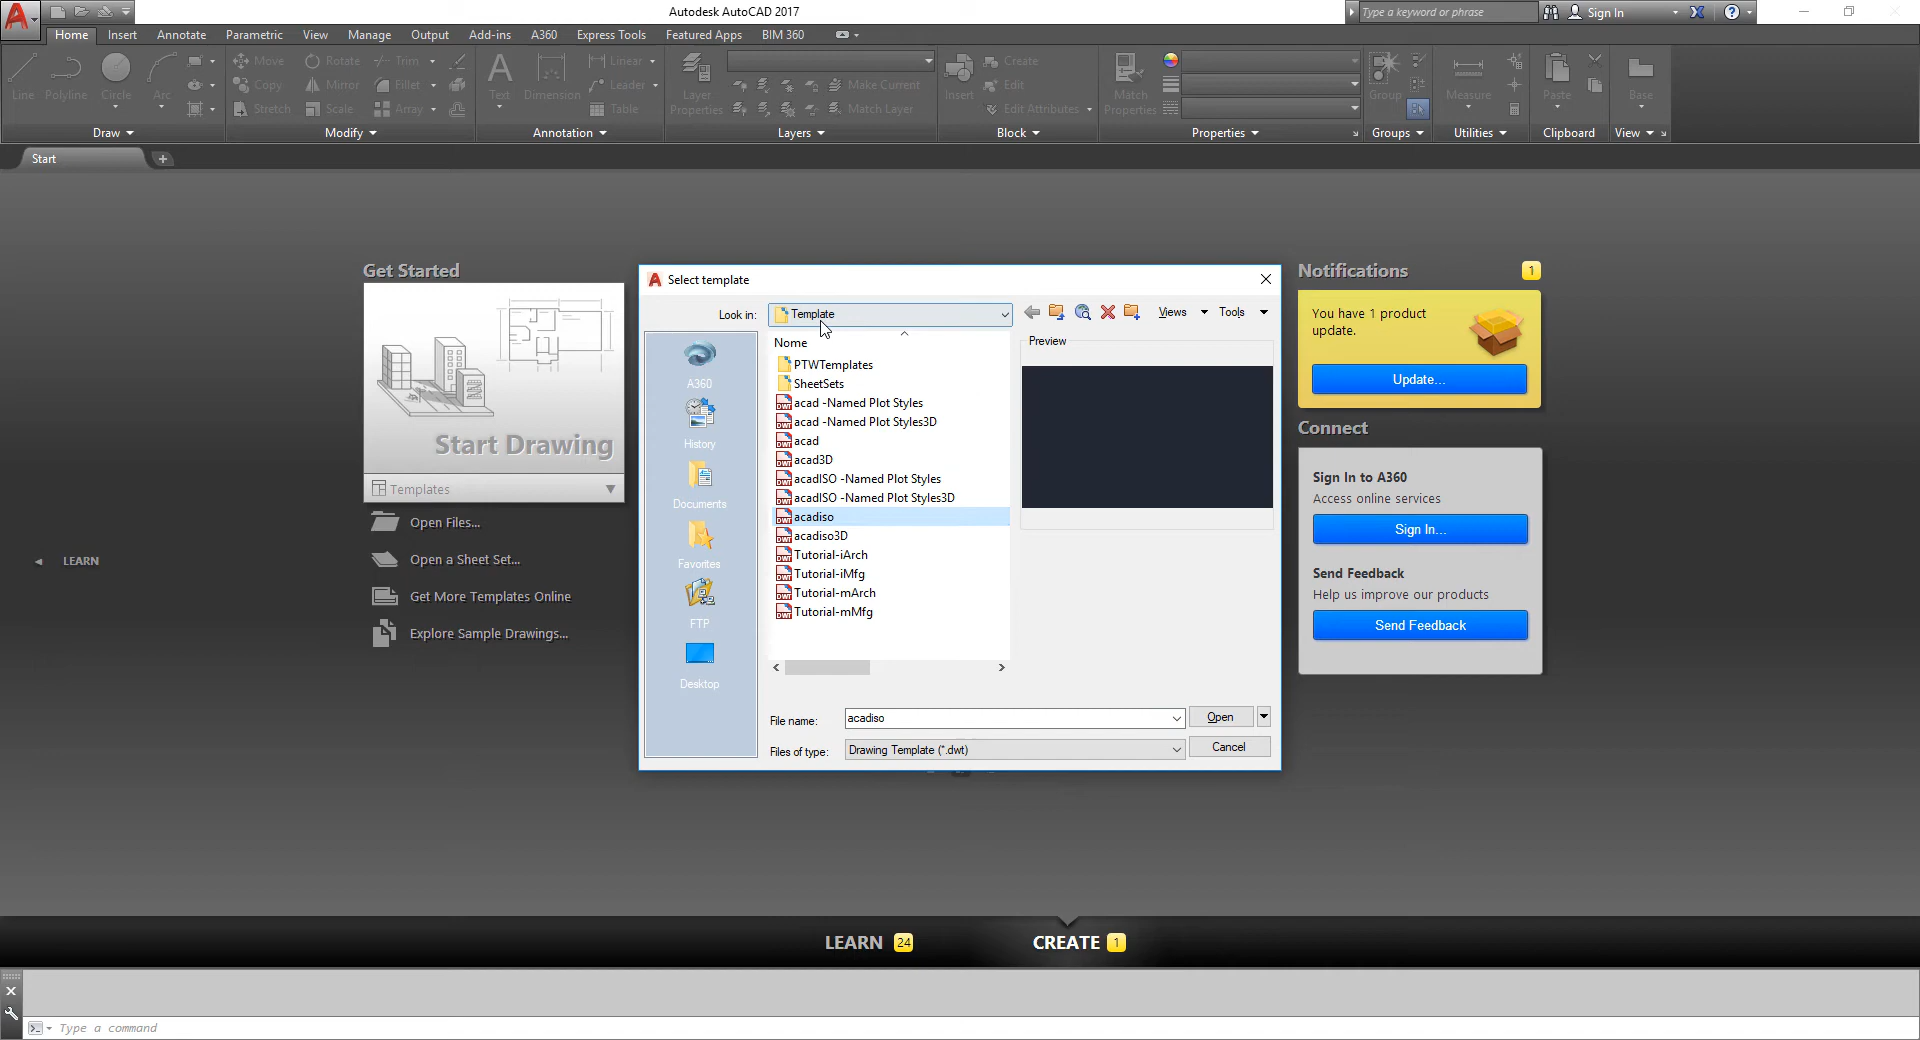 Autodesk AutoCAD 2017
Type a keyword or phrase
Sign In
Home Insert Annotate Parametric View Manage Output Add-ins A360 Express Tools Featured Apps BIM 360
Line Polyline Circle Arc
Move Rotate Trim
Copy Mirror Fillet
Stretch Scale Array
Text Dimension
Linear
Leader
Table
Layer
Properties
Make Current
Match Layer
Insert
Create
Edit
Edit Attributes
Match
Properties
Group
Measure
Paste
Base
Draw Modify Annotation Layers Block Properties Groups Utilities Clipboard View
Start
Get Started
Start Drawing
Templates
Open Files...
Open a Sheet Set...
Get More Templates Online
Explore Sample Drawings...
LEARN
Select template
Look in: Template
Views Tools
Nome
PTWTemplates
SheetSets
acad -Named Plot Styles
acad -Named Plot Styles3D
acad
acad3D
acadISO -Named Plot Styles
acadISO -Named Plot Styles3D
acadiso
acadiso3D
Tutorial-iArch
Tutorial-iMfg
Tutorial-mArch
Tutorial-mMfg
A360
History
Documents
Favorites
FTP
Desktop
Preview
File name: acadiso
Open
Files of type: Drawing Template (*.dwt)
Cancel
Notifications 1
You have 1 product
update.
Update...
Connect
Sign In to A360
Access online services
Sign In...
Send Feedback
Help us improve our products
Send Feedback
LEARN 24
CREATE 1
Type a command